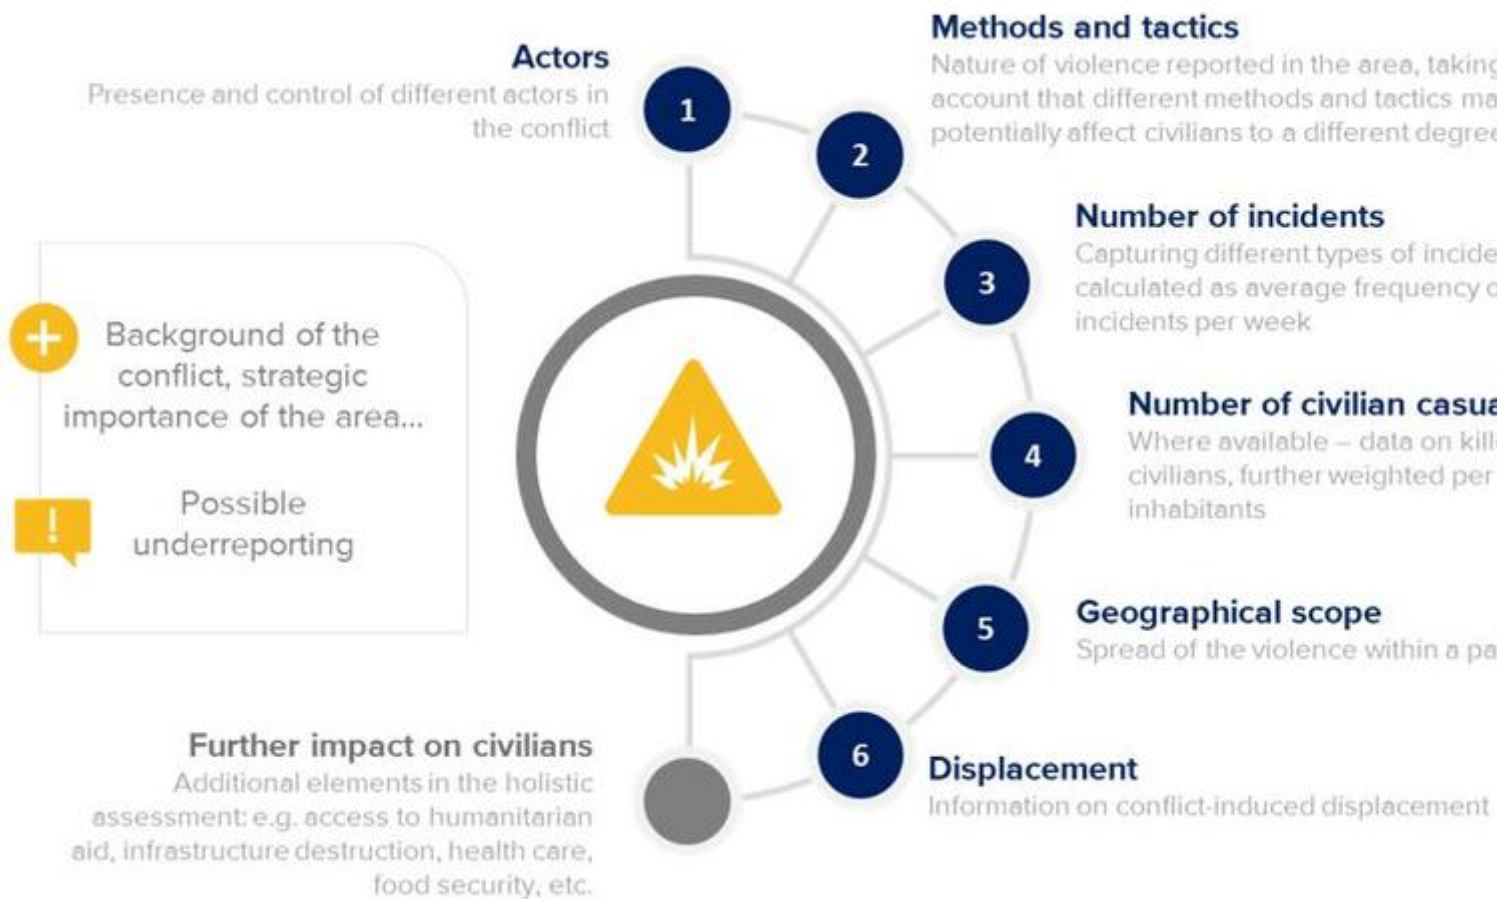 Actors
Presence and control of different actors in
the conflict
1
2
Methods and tactics
Nature of violence reported in the area, taking
account that different methods and tactics ma
potentially affect civilians to a different degree
3
Number of incidents
Capturing different types of incide
calculated as average frequency o
incidents per week
Background of the
conflict, strategic
importance of the area...
Possible
underreporting
!
4
Number of civilian casua
Where available – data on kill
civilians, further weighted per
inhabitants
5
Geographical scope
Spread of the violence within a pa
6
Displacement
Information on conflict-induced displacement
Further impact on civilians
Additional elements in the holistic
assessment: e.g. access to humanitarian
aid, infrastructure destruction, health care,
food security, etc.